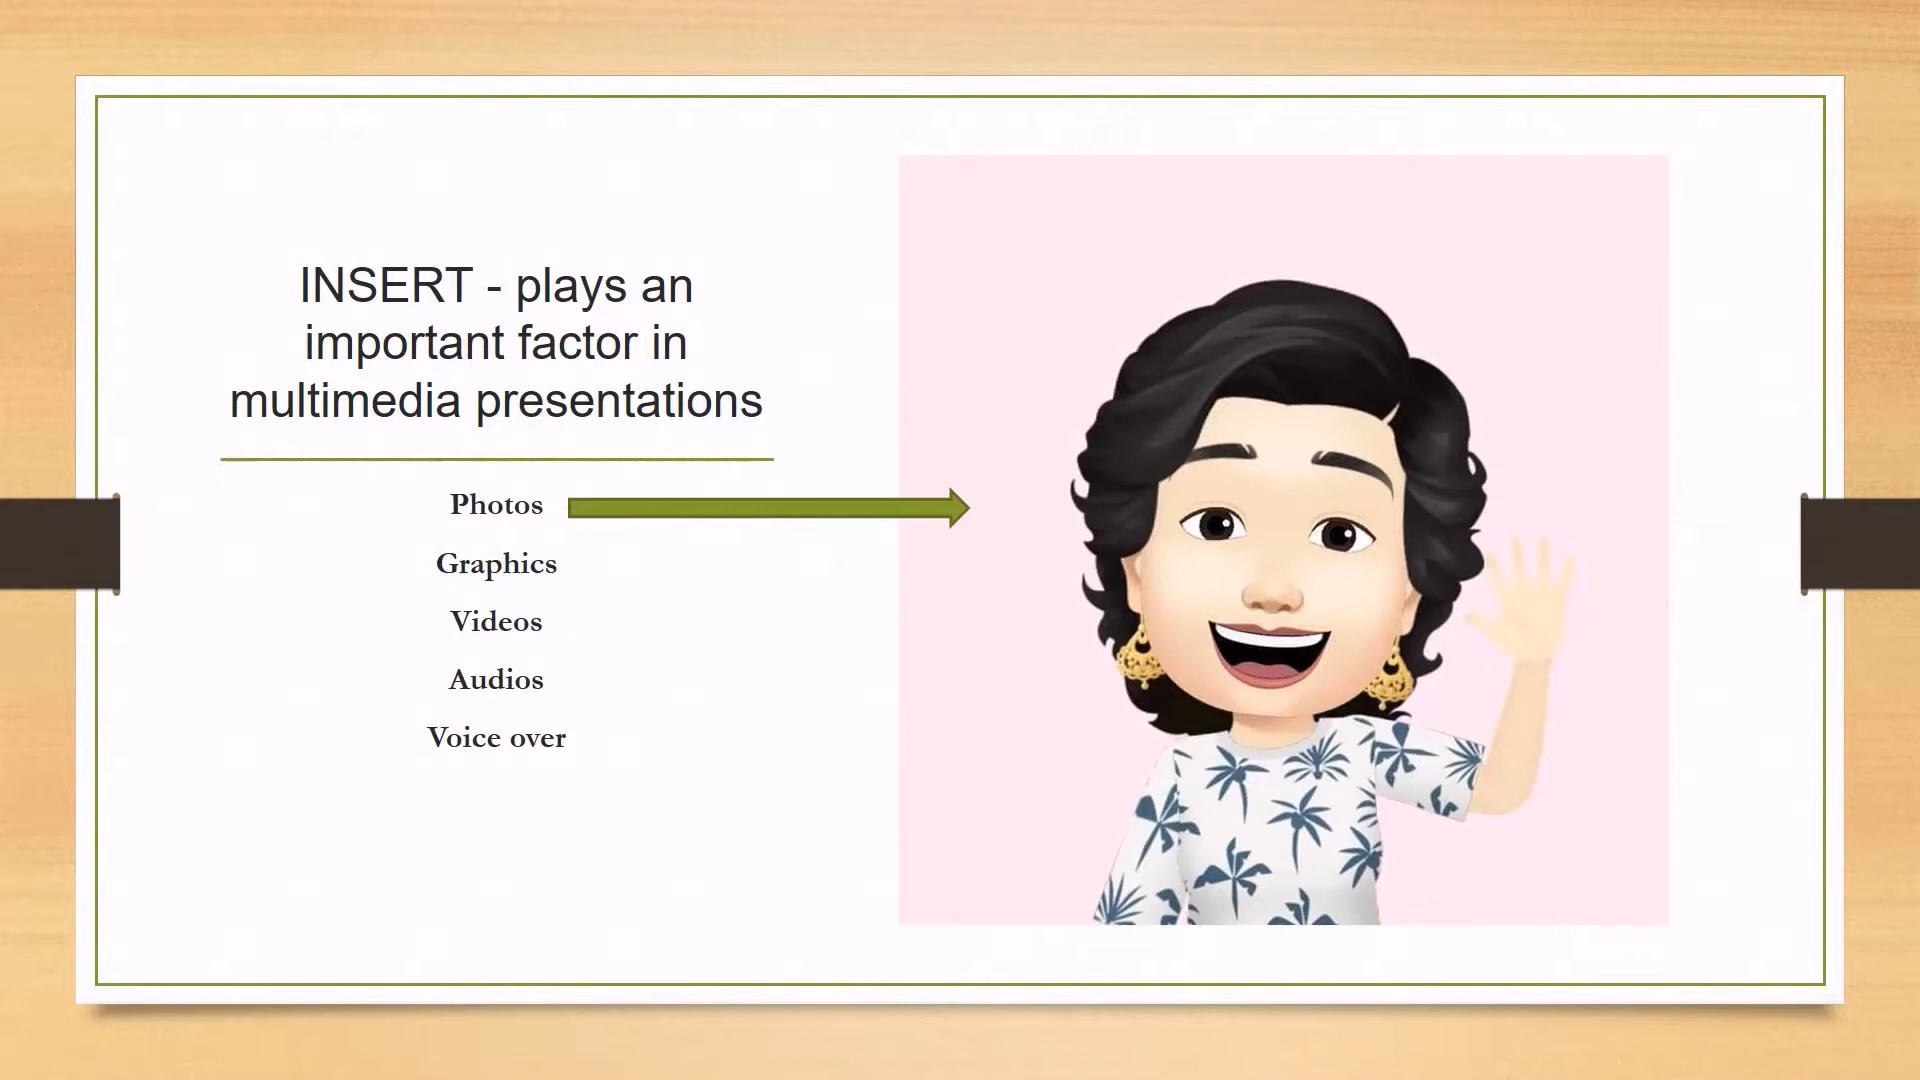 INSERT - plays an
important factor in
multimedia presentations
Photos
Graphics
Videos
Audios
Voice over